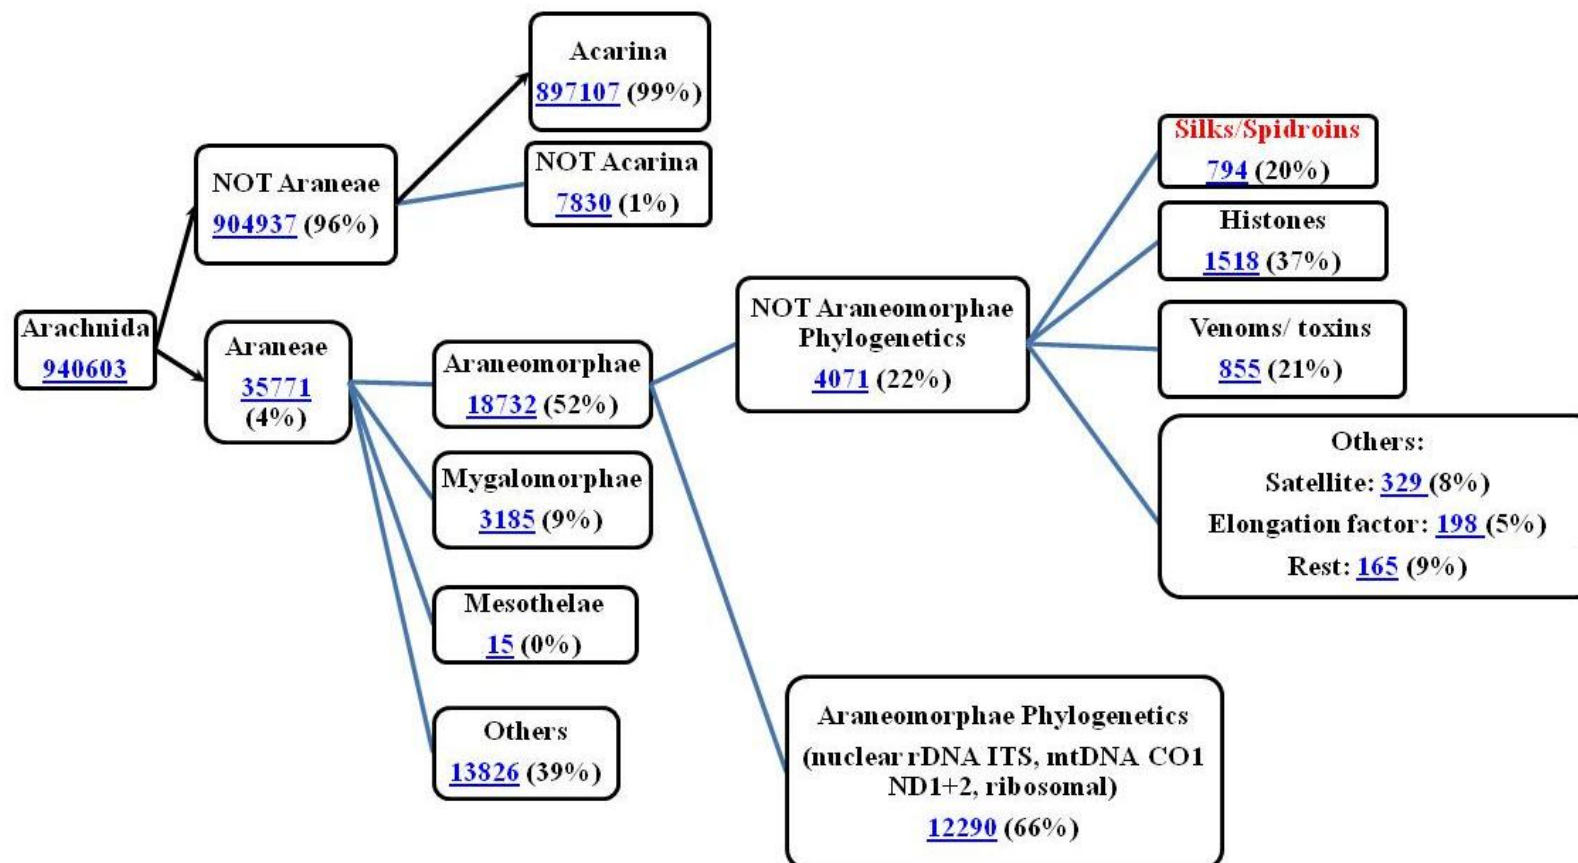 Arachnida
940603
NOT Araneae
904937 (96%)
Araneae
35771
(4%)
Acarina
897107 (99%)
NOT Acarina
7830 (1%)
Araneomorphae
18732 (52%)
Mygalomorphae
3185 (9%)
Mesothelae
15 (0%)
Others
13826 (39%)
NOT Araneomorphae
Phylogenetics
4071 (22%)
Araneomorphae Phylogenetics
(nuclear rDNA ITS, mtDNA CO1
ND1+2, ribosomal)
12290 (66%)
Silks/Spidroins
794 (20%)
Histones
1518 (37%)
Venoms/ toxins
855 (21%)
Others:
Satellite: 329 (8%)
Elongation factor: 198 (5%)
Rest: 165 (9%)